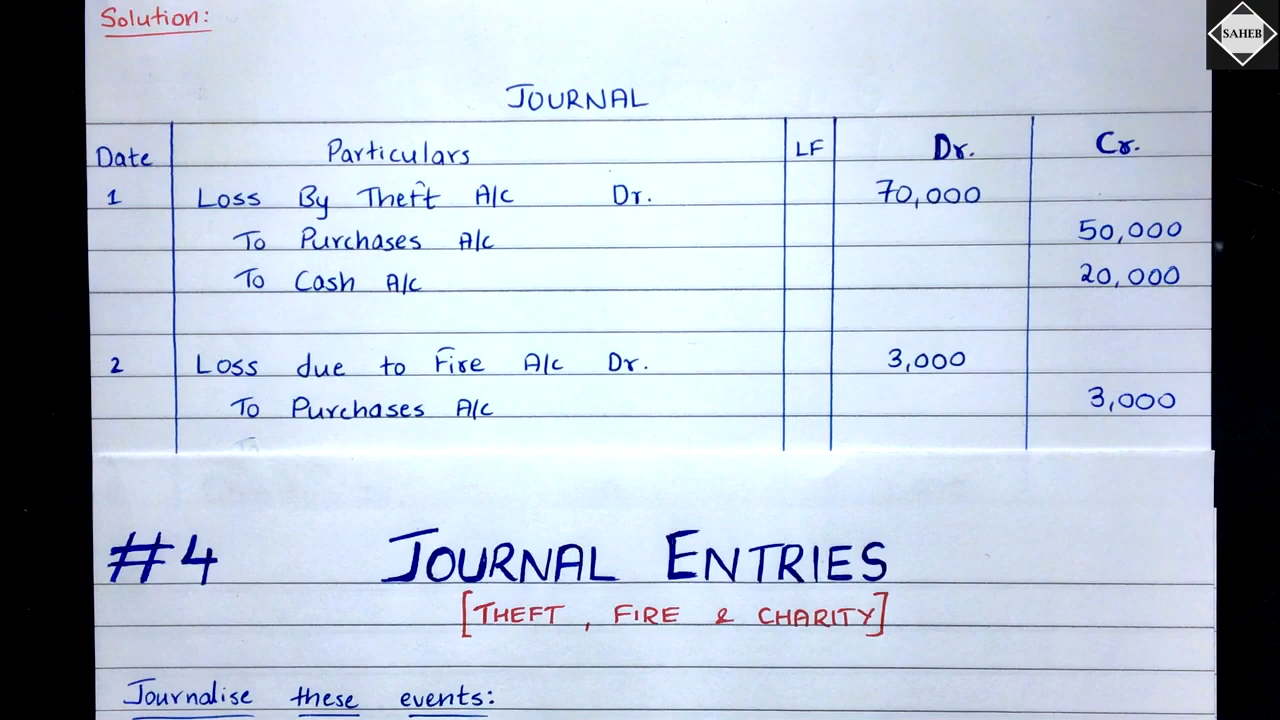 Solution:
SAHEB
JOURNAL
Date Particulars LF Dr. Cr.
1 Loss By Theft A/c Dr. 70,000
To Purchases A/c 50,000
To Cash A/c 20,000
2 Loss due to Fire A/c Dr. 3,000
To Purchases A/c 3,000
To
#4 JOURNAL ENTRIES
[THEFT, FIRE & CHARITY]
Journalise these events: